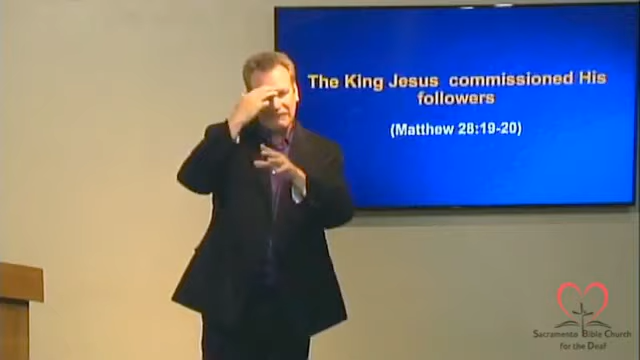 The King Jesus commissioned His
followers
(Matthew 28:19-20)
Sacramento Bible Church
for the Deaf